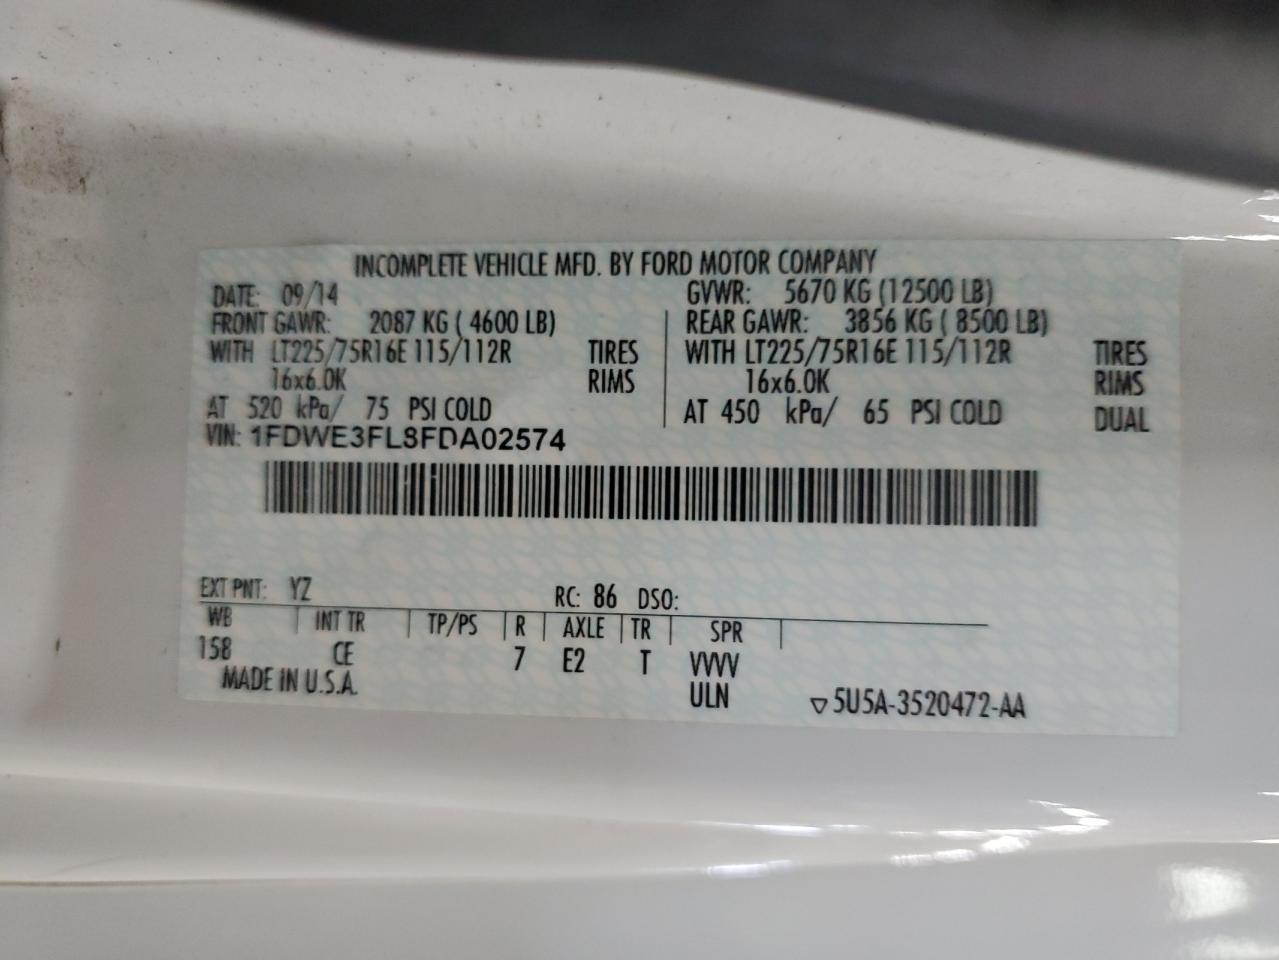 INCOMPLETE VEHICLE MFD. BY FORD MOTOR COMPANY
DATE: 09/14 GVWR: 5670 KG (12500 LB)
FRONT GAWR: 2087 KG ( 4600 LB) REAR GAWR: 3856 KG ( 8500 LB)
WITH LT225/75R16E 115/112R TIRES WITH LT225/75R16E 115/112R TIRES
16x6.0K RIMS 16x6.0K RIMS
AT 520 kPa/ 75 PSI COLD AT 450 kPa/ 65 PSI COLD DUAL
VIN: 1FDWE3FL8FDA02574
EXT PNT: YZ RC: 86 DSO:
WB INT TR TP/PS R AXLE TR SPR
158 CE 7 E2 T VVVV
MADE IN U.S.A. ULN ▽5U5A-3520472-AA